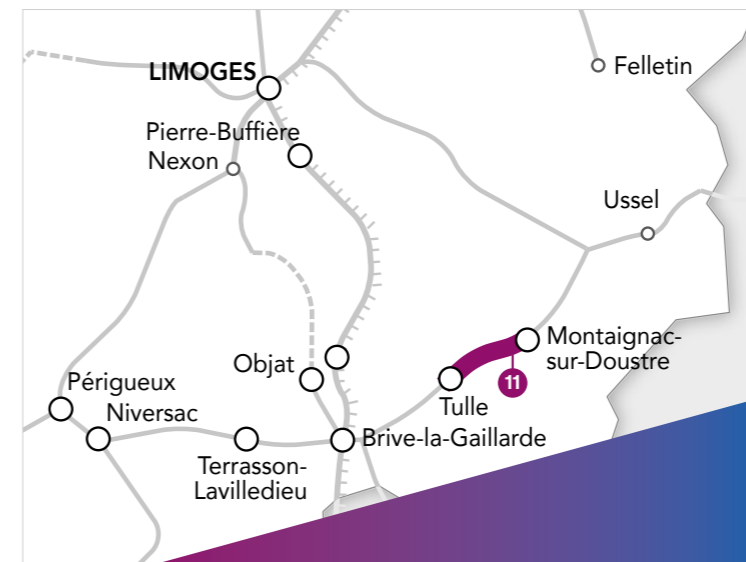 LIMOGES
Felletin
Pierre-Buffière
Nexon
Ussel
Montaignac-
sur-Doustre
11
Objat
Tulle
Périgueux
Niversac
Brive-la-Gaillarde
Terrasson-
Lavilledieu